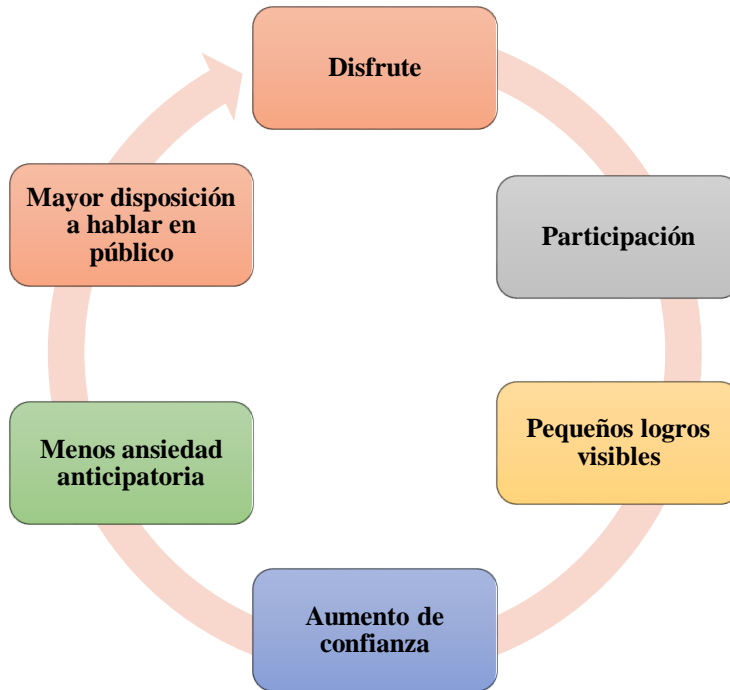 Disfrute
Participación
Pequeños logros
visibles
Aumento de
confianza
Menos ansiedad
anticipatoria
Mayor disposición
a hablar en
público